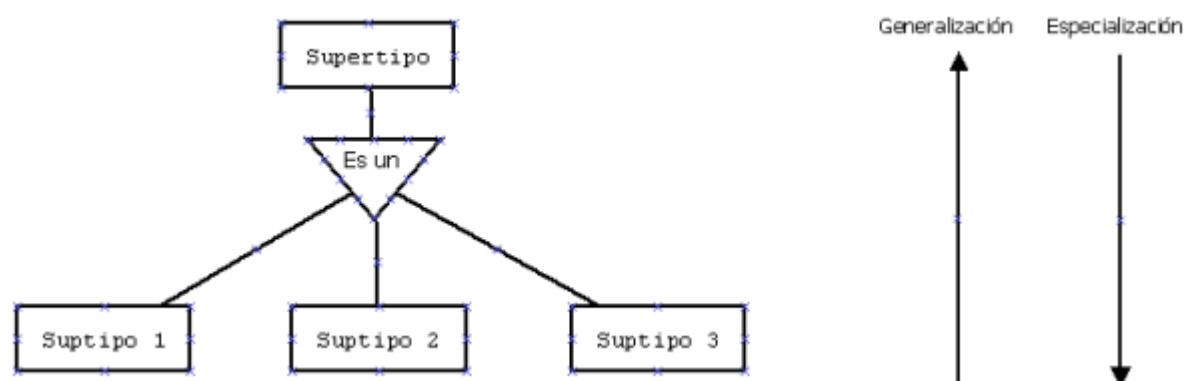 Generalización Especialización
Supertipo
Es un
Suptipo 1 Suptipo 2 Suptipo 3